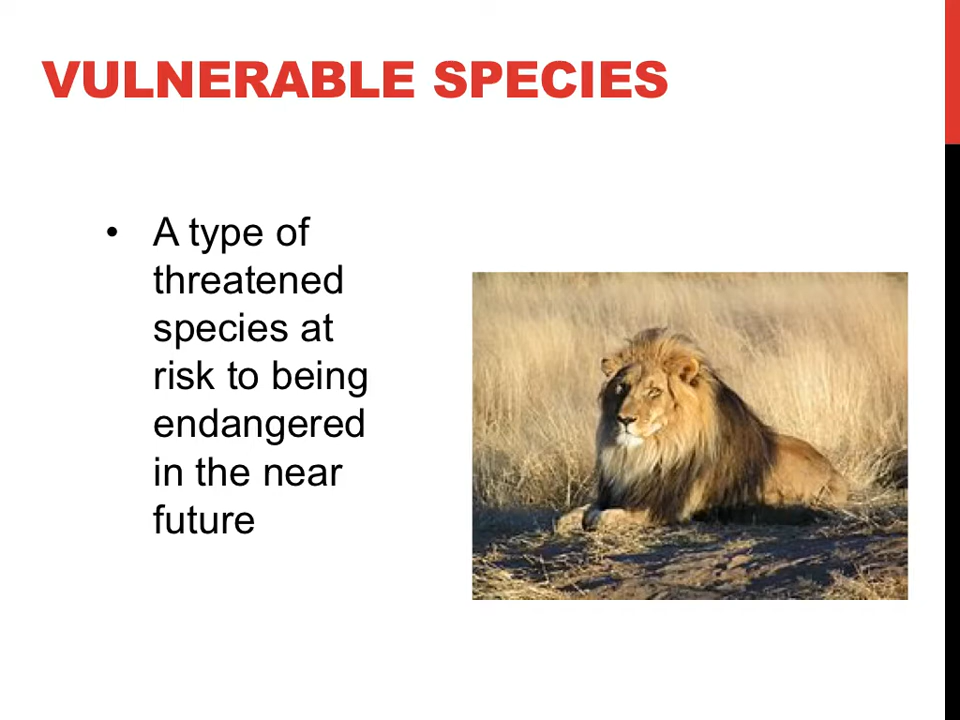 VULNERABLE SPECIES
• A type of
threatened
species at
risk to being
endangered
in the near
future